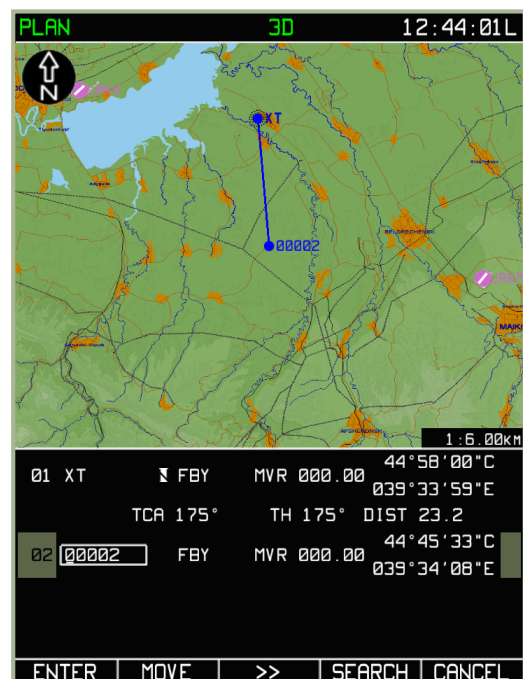 PLAN 3D 12:44:01L
N
XT
00002
BELORECHENSK
MAIK
1:6.00KM
01 XT N FBY MVR 000.00 44°58'00"C
039°33'59"E
TCA 175° TH 175° DIST 23.2
02 00002 FBY MVR 000.00 44°45'33"C
039°34'08"E
ENTER MOVE >> SEARCH CANCEL